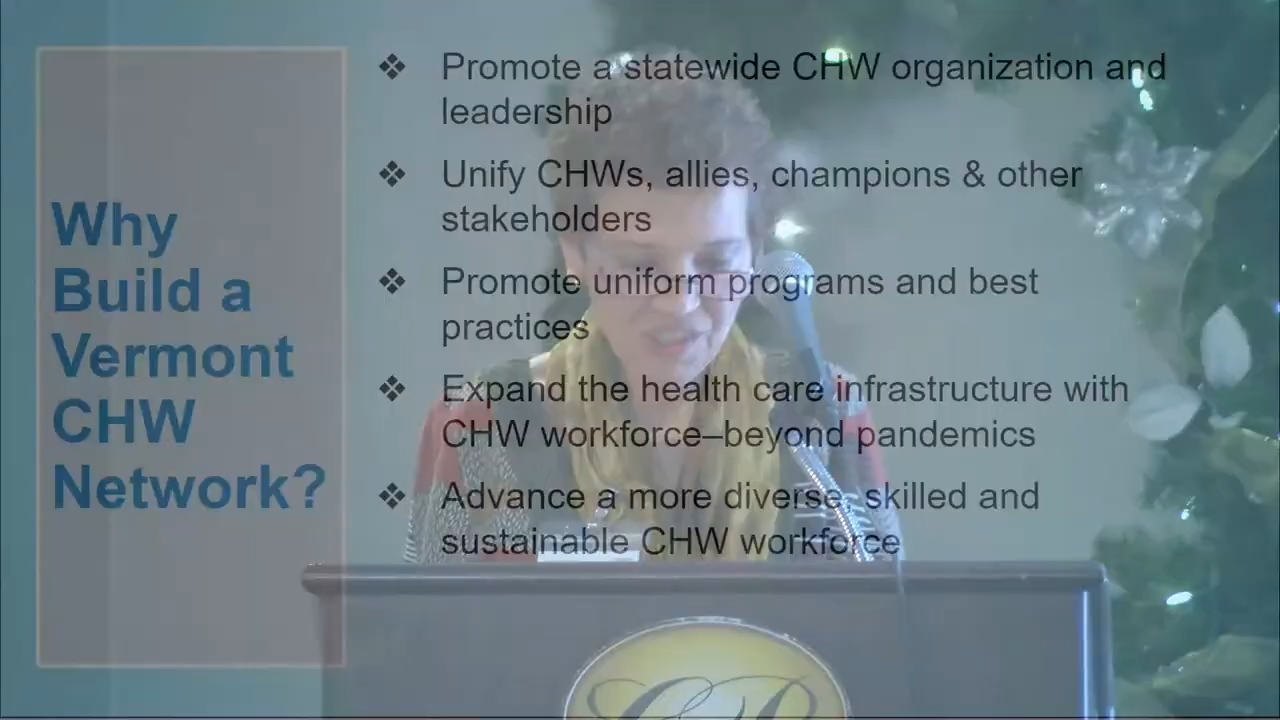 Why
Build a
Vermont
CHW
Network?
❖ Promote a statewide CHW organization and
leadership
❖ Unify CHWs, allies, champions & other
stakeholders
❖ Promote uniform programs and best
practices
❖ Expand the health care infrastructure with
CHW workforce–beyond pandemics
❖ Advance a more diverse, skilled and
sustainable CHW workforce